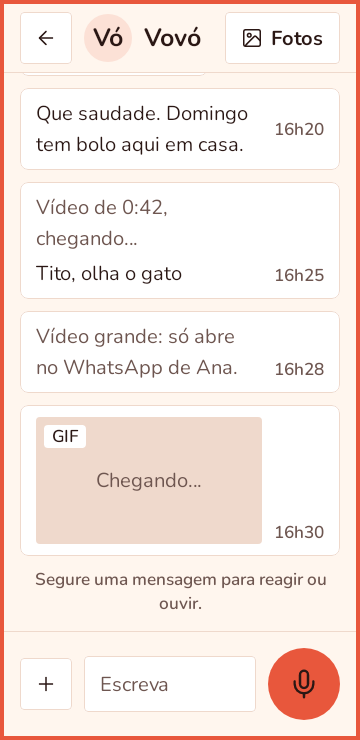 Vó Vovó Fotos
Que saudade. Domingo
tem bolo aqui em casa.
16h20
Vídeo de 0:42,
chegando...
Tito, olha o gato
16h25
Vídeo grande: só abre
no WhatsApp de Ana.
16h28
GIF
Chegando...
16h30
Segure uma mensagem para reagir ou
ouvir.
Escreva